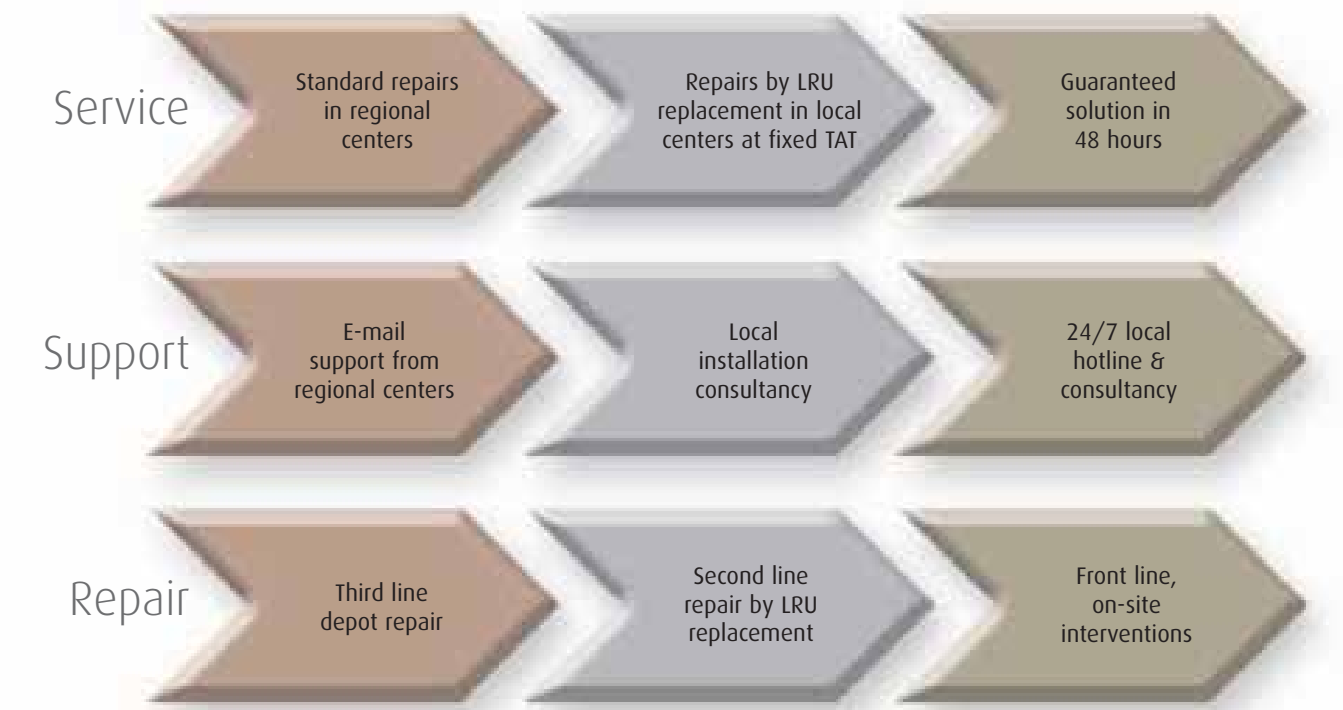 Service
Standard repairs
in regional
centers
Repairs by LRU
replacement in local
centers at fixed TAT
Guaranteed
solution in
48 hours
Support
E-mail
support from
regional centers
Local
installation
consultancy
24/7 local
hotline &
consultancy
Repair
Third line
depot repair
Second line
repair by LRU
replacement
Front line,
on-site
interventions